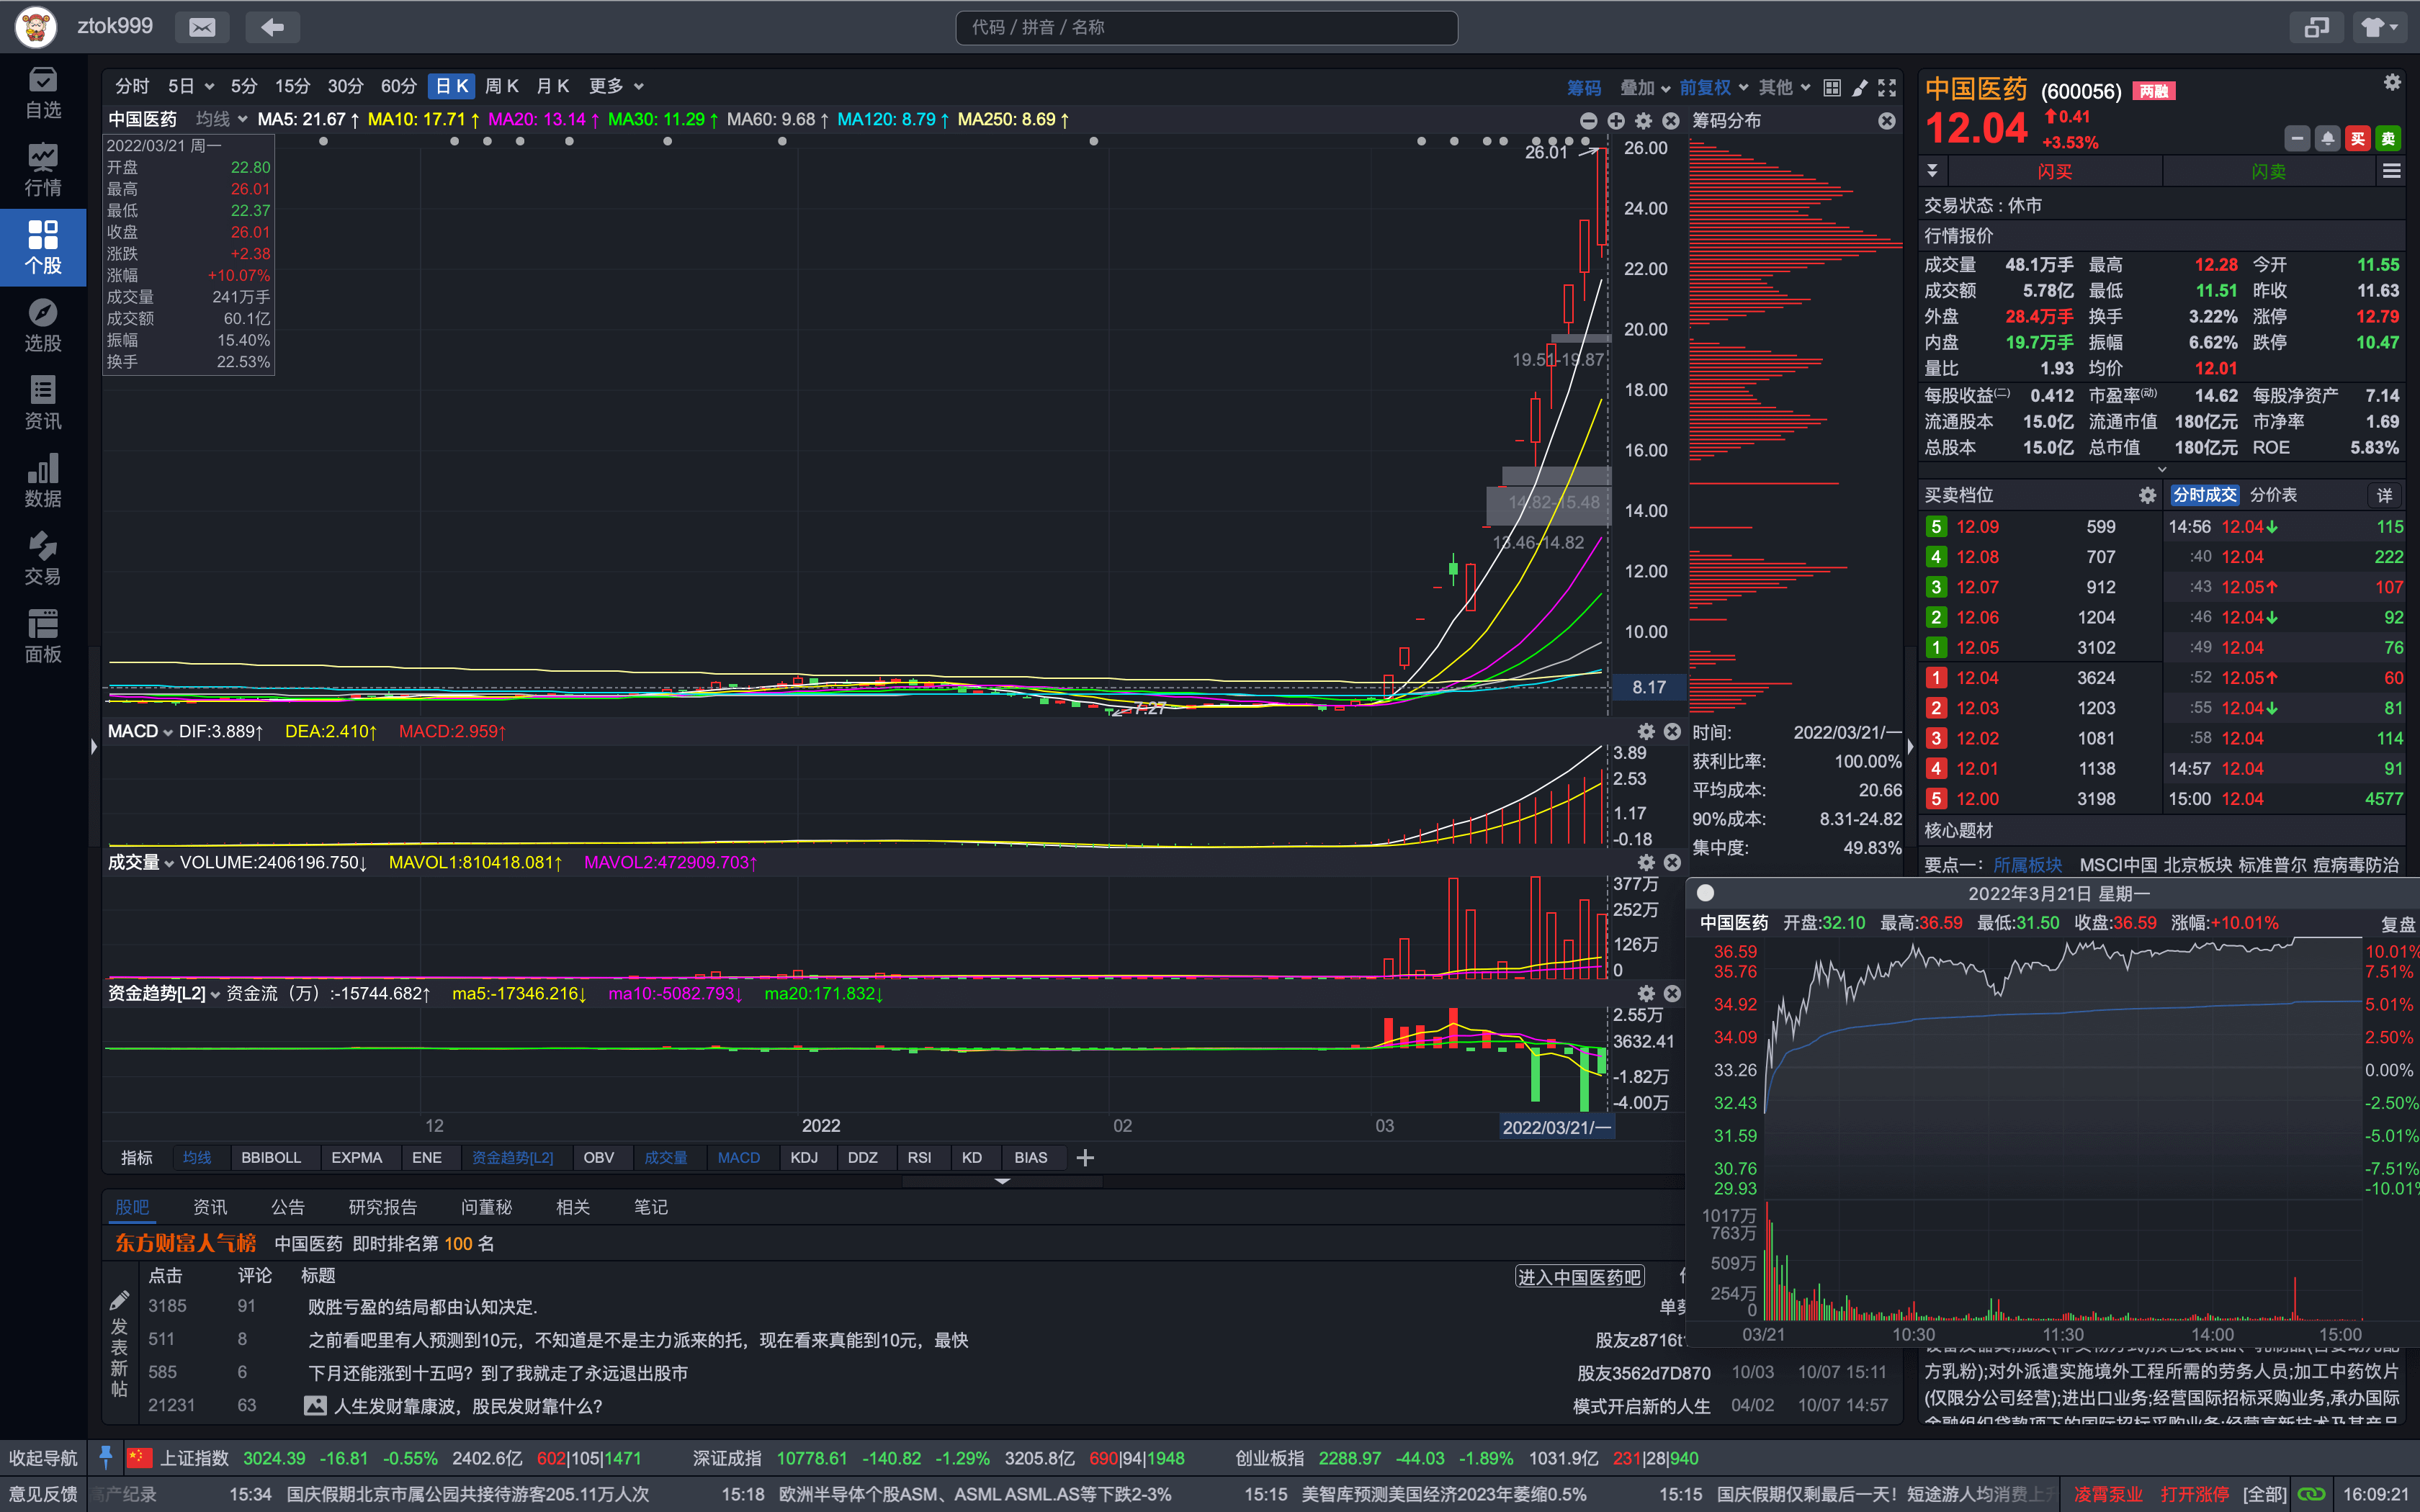 ztok999
代码 / 拼音 / 名称
自选
行情
个股
选股
资讯
数据
交易
面板
分时 5日 5分 15分 30分 60分 日K 周K 月K 更多
筹码 叠加 前复权 其他
中国医药 均线 MA5: 21.67↑ MA10: 17.71↑ MA20: 13.14↑ MA30: 11.29↑ MA60: 9.68↑ MA120: 8.79↑ MA250: 8.69↑
2022/03/21 周一
开盘 22.80
最高 26.01
最低 22.37
收盘 26.01
涨跌 +2.38
涨幅 +10.07%
成交量 241万手
成交额 60.1亿
振幅 15.40%
换手 22.53%
26.01
19.51-19.87
14.82-15.48
13.46-14.82
7.27
26.00
24.00
22.00
20.00
18.00
16.00
14.00
12.00
10.00
8.17
筹码分布
时间: 2022/03/21/一
获利比率: 100.00%
平均成本: 20.66
90%成本: 8.31-24.82
集中度: 49.83%
MACD DIF:3.889↑ DEA:2.410↑ MACD:2.959↑
3.89
2.53
1.17
-0.18
成交量 VOLUME:2406196.750↓ MAVOL1:810418.081↑ MAVOL2:472909.703↑
377万
252万
126万
0
资金趋势[L2] 资金流（万）:-15744.682↑ ma5:-17346.216↓ ma10:-5082.793↓ ma20:171.832↓
2.55万
3632.41
-1.82万
-4.00万
12 2022 02 03 2022/03/21/一
指标 均线 BBIBOLL EXPMA ENE 资金趋势[L2] OBV 成交量 MACD KDJ DDZ RSI KD BIAS
股吧 资讯 公告 研究报告 问董秘 相关 笔记
东方财富人气榜 中国医药 即时排名第 100 名
发表新帖
点击 评论 标题 进入中国医药吧
3185 91 败胜亏盈的结局都由认知决定.
511 8 之前看吧里有人预测到10元，不知道是不是主力派来的托，现在看来真能到10元，最快 股友z8716t
585 6 下月还能涨到十五吗？到了我就走了永远退出股市 股友3562d7D870 10/03 10/07 15:11
21231 63 人生发财靠康波，股民发财靠什么? 模式开启新的人生 04/02 10/07 14:57
中国医药 (600056) 两融
12.04 ↑0.41
+3.53%
买 卖
闪买 闪卖
交易状态 : 休市
行情报价
成交量 48.1万手 最高 12.28 今开 11.55
成交额 5.78亿 最低 11.51 昨收 11.63
外盘 28.4万手 换手 3.22% 涨停 12.79
内盘 19.7万手 振幅 6.62% 跌停 10.47
量比 1.93 均价 12.01
每股收益(二) 0.412 市盈率(动) 14.62 每股净资产 7.14
流通股本 15.0亿 流通市值 180亿元 市净率 1.69
总股本 15.0亿 总市值 180亿元 ROE 5.83%
买卖档位 分时成交 分价表 详
5 12.09 599 14:56 12.04↓ 115
4 12.08 707 :40 12.04 222
3 12.07 912 :43 12.05↑ 107
2 12.06 1204 :46 12.04↓ 92
1 12.05 3102 :49 12.04 76
1 12.04 3624 :52 12.05↑ 60
2 12.03 1203 :55 12.04↓ 81
3 12.02 1081 :58 12.04 114
4 12.01 1138 14:57 12.04 91
5 12.00 3198 15:00 12.04 4577
核心题材
要点一: 所属板块 MSCI中国 北京板块 标准普尔 痘病毒防治
2022年3月21日 星期一
中国医药 开盘:32.10 最高:36.59 最低:31.50 收盘:36.59 涨幅:+10.01% 复盘
36.59 10.01%
35.76 7.51%
34.92 5.01%
34.09 2.50%
33.26 0.00%
32.43 -2.50%
31.59 -5.01%
30.76 -7.51%
29.93 -10.01%
1017万
763万
509万
254万
0
03/21 10:30 11:30 14:00 15:00
方乳粉);对外派遣实施境外工程所需的劳务人员;加工中药饮片
(仅限分公司经营);进出口业务;经营国际招标采购业务,承办国际
收起导航 上证指数 3024.39 -16.81 -0.55% 2402.6亿 602|105|1471 深证成指 10778.61 -140.82 -1.29% 3205.8亿 690|94|1948 创业板指 2288.97 -44.03 -1.89% 1031.9亿 231|28|940
意见反馈 高产纪录 15:34 国庆假期北京市属公园共接待游客205.11万人次 15:18 欧洲半导体个股ASM、ASML ASML.AS等下跌2-3% 15:15 美智库预测美国经济2023年萎缩0.5% 15:15 国庆假期仅剩最后一天！短途游人均消费上升 凌霄泵业 打开涨停 [全部] 16:09:21